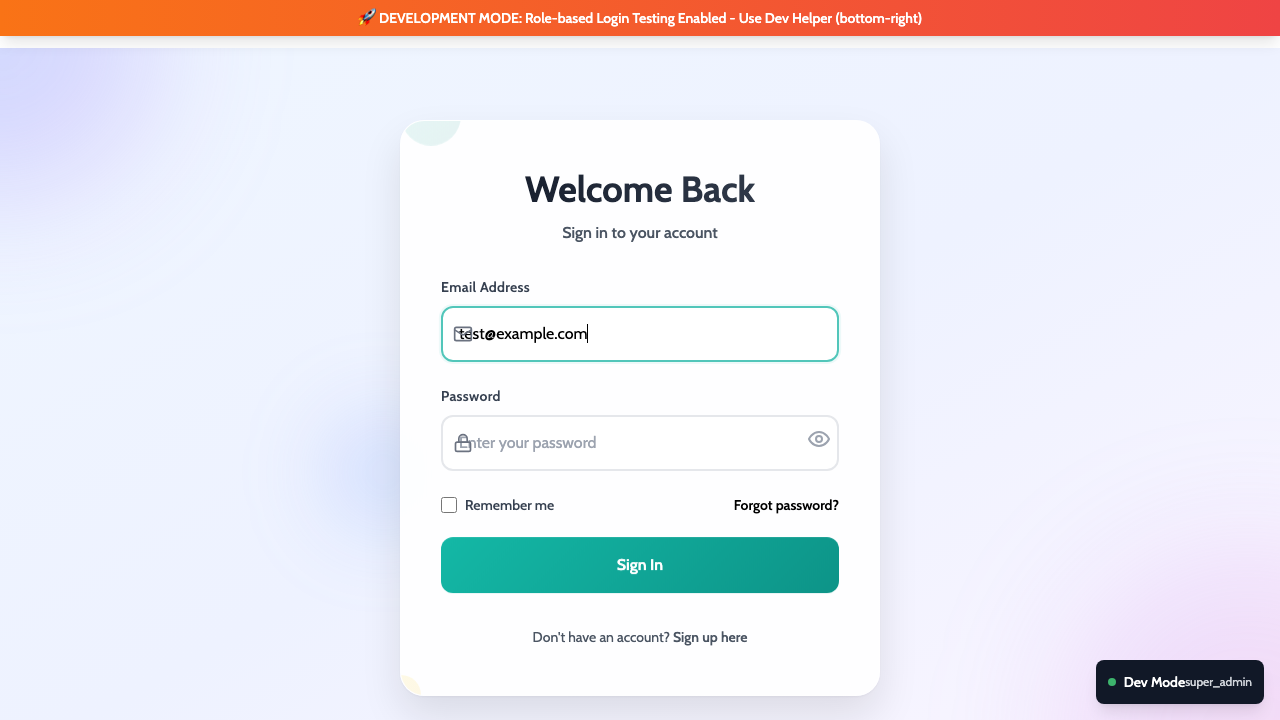 🚀 DEVELOPMENT MODE: Role-based Login Testing Enabled - Use Dev Helper (bottom-right)
Welcome Back
Sign in to your account
Email Address
test@example.com
Password
Enter your password
Remember me
Forgot password?
Sign In
Don't have an account? Sign up here
Dev Mode super_admin